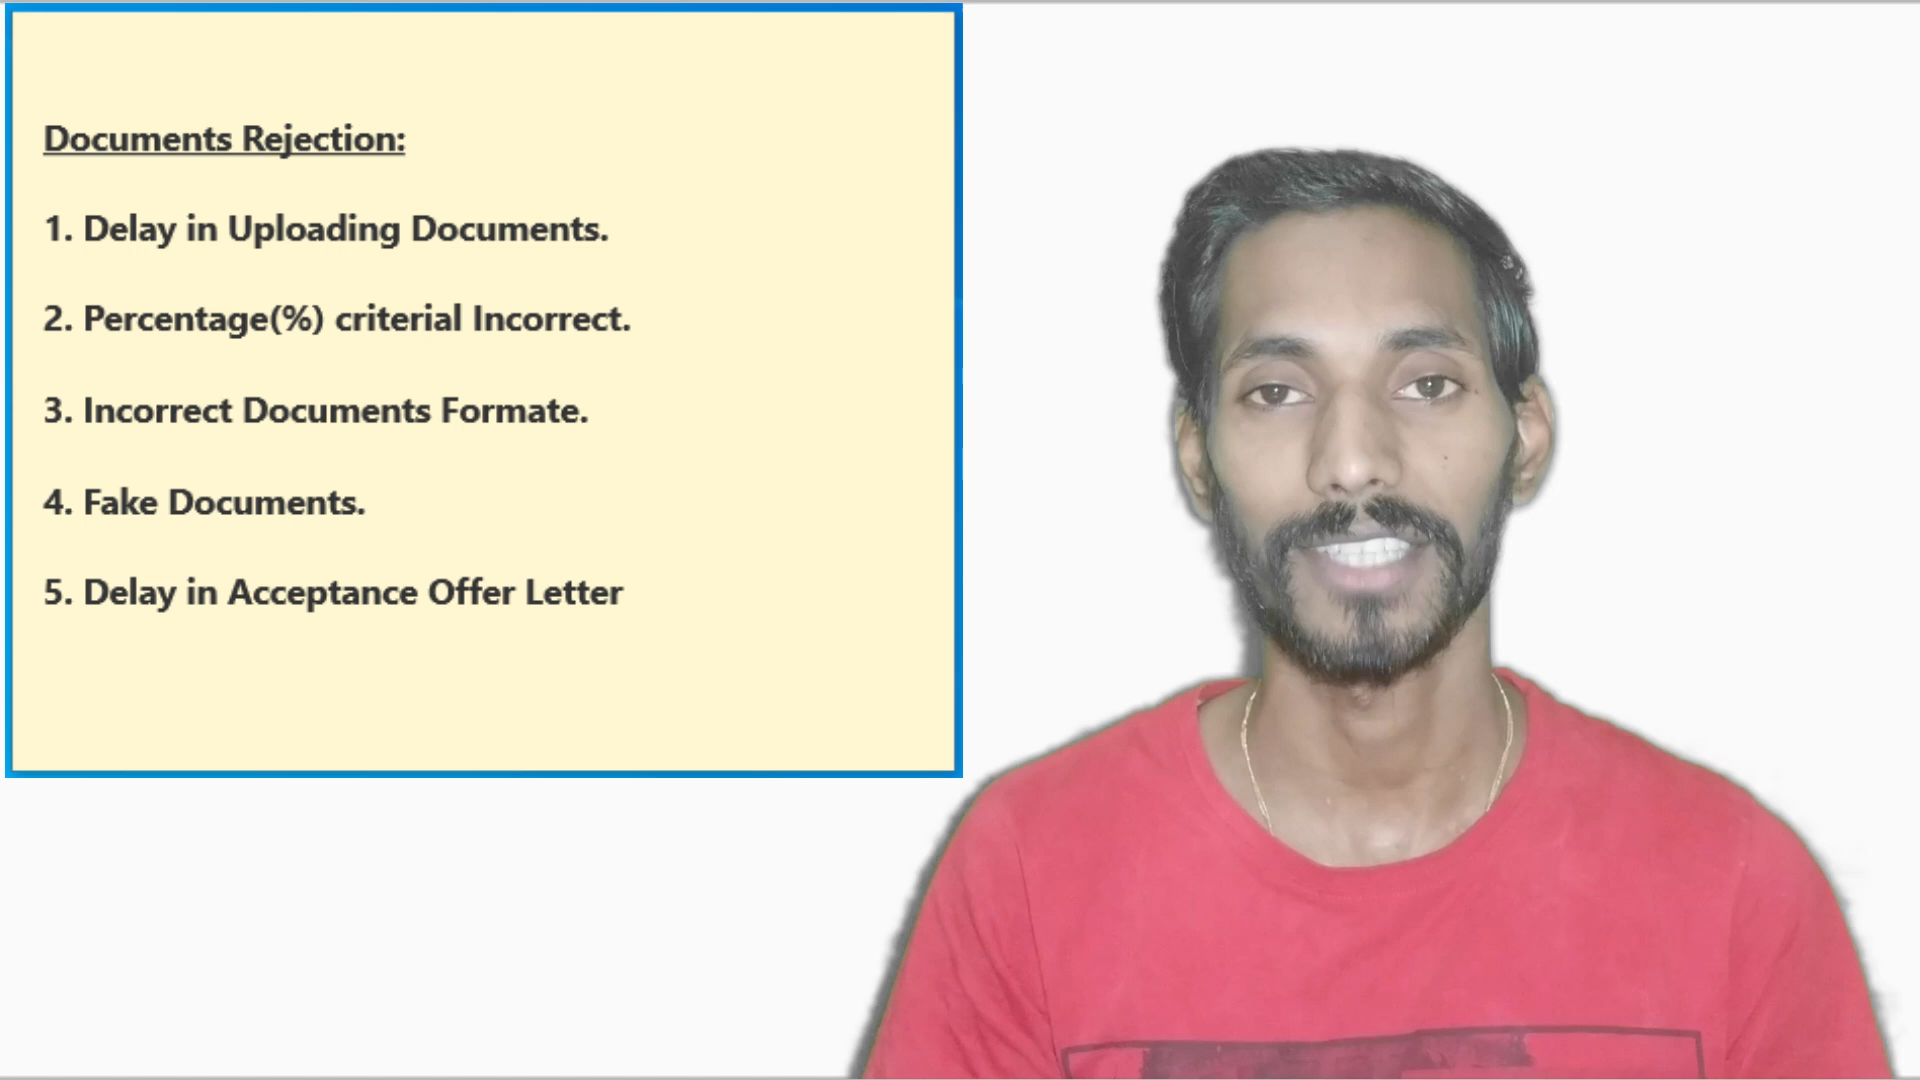 Documents Rejection:
1. Delay in Uploading Documents.
2. Percentage(%) criterial Incorrect.
3. Incorrect Documents Formate.
4. Fake Documents.
5. Delay in Acceptance Offer Letter